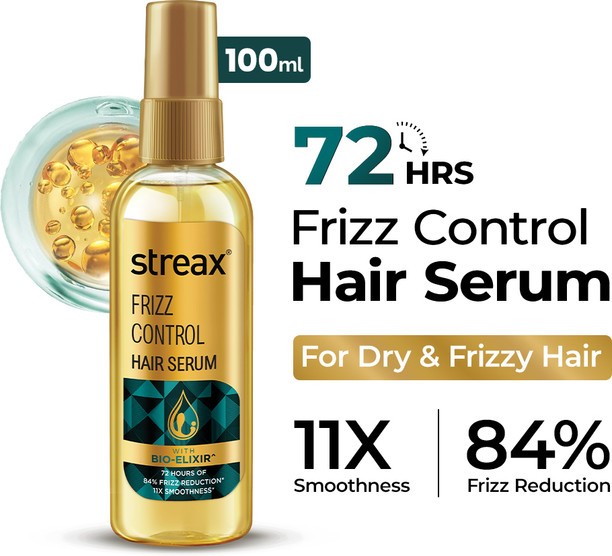 100ml
streax®
FRIZZ
CONTROL
HAIR SERUM
WITH
BIO-ELIXIR^
72 HOURS OF
84% FRIZZ REDUCTION*
11X SMOOTHNESS*
72 HRS
Frizz Control
Hair Serum
For Dry & Frizzy Hair
11X
Smoothness
84%
Frizz Reduction